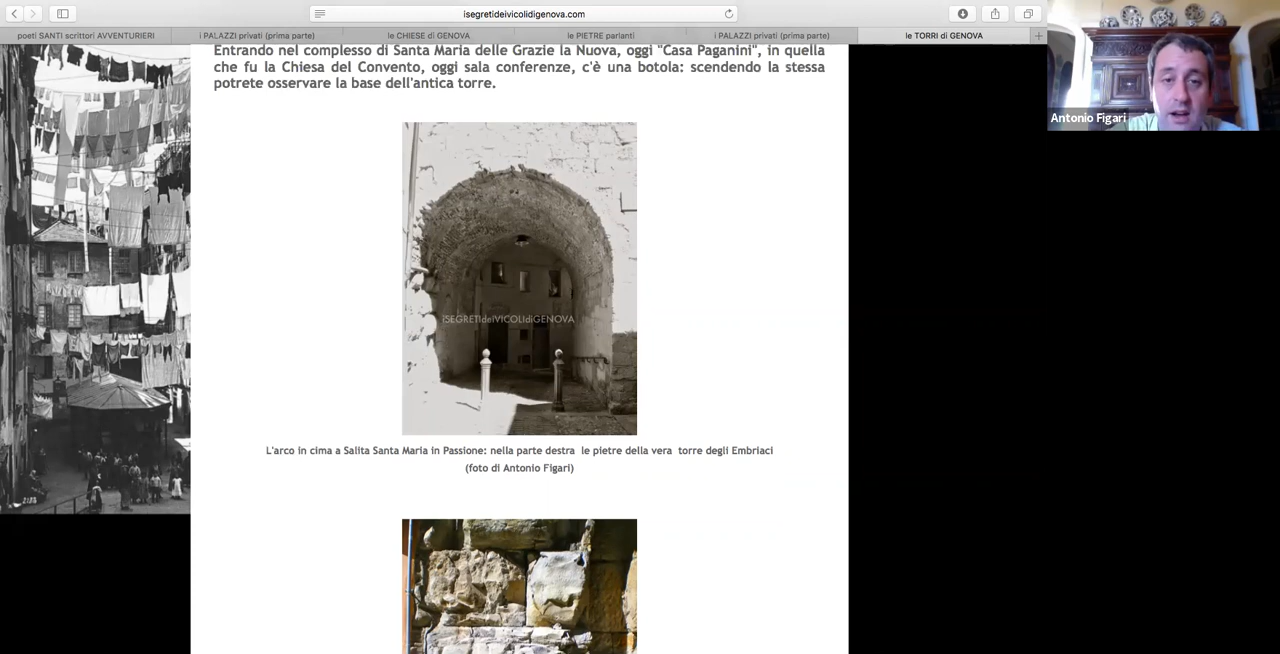 isegretideivicolidigenova.com
poeti SANTI scrittori AVVENTURIERI
i PALAZZI privati (prima parte)
le CHIESE di GENOVA
le PIETRE parlanti
i PALAZZI privati (prima parte)
le TORRI di GENOVA
Entrando nel complesso di Santa Maria delle Grazie la Nuova, oggi "Casa Paganini", in quella
che fu la Chiesa del Convento, oggi sala conferenze, c'è una botola: scendendo la stessa
potrete osservare la base dell'antica torre.
Antonio Figari
iSEGRETIdeiVICOLIdiGENOVA
L'arco in cima a Salita Santa Maria in Passione: nella parte destra le pietre della vera torre degli Embriaci
(foto di Antonio Figari)